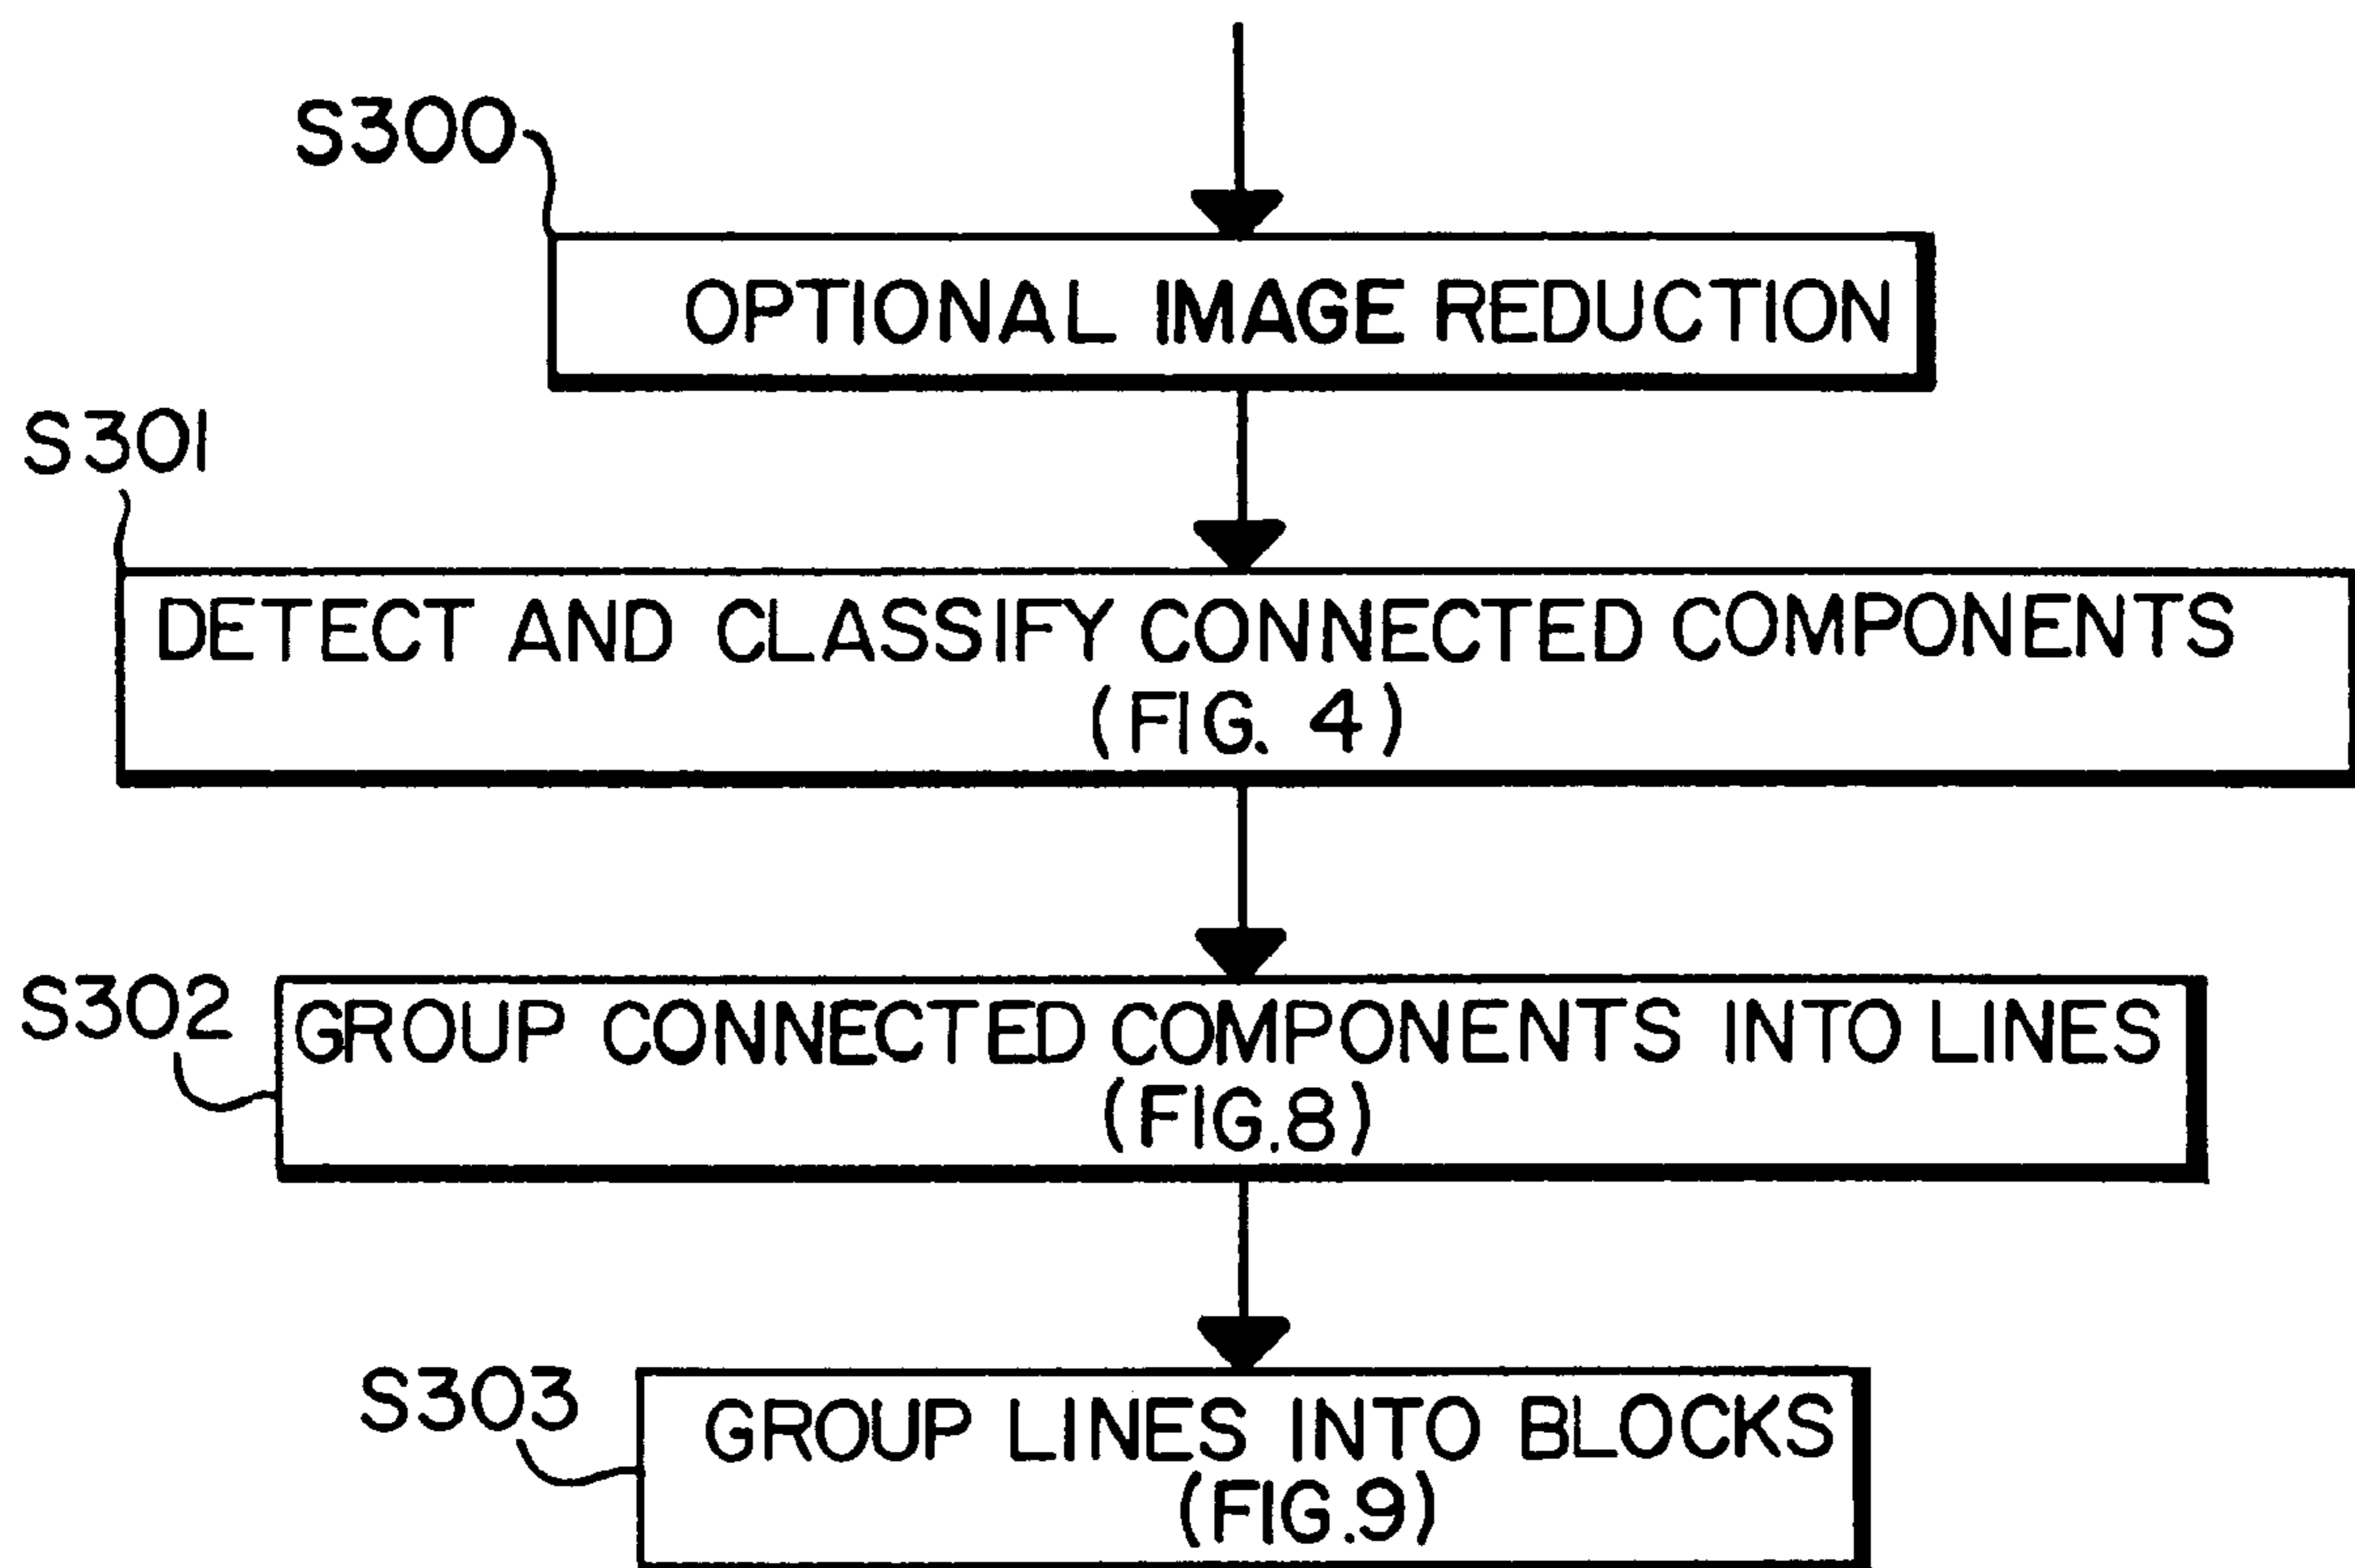 S300
OPTIONAL IMAGE REDUCTION
S301
DETECT AND CLASSIFY CONNECTED COMPONENTS
(FIG. 4)
S302
GROUP CONNECTED COMPONENTS INTO LINES
(FIG.8)
S303
GROUP LINES INTO BLOCKS
(FIG.9)